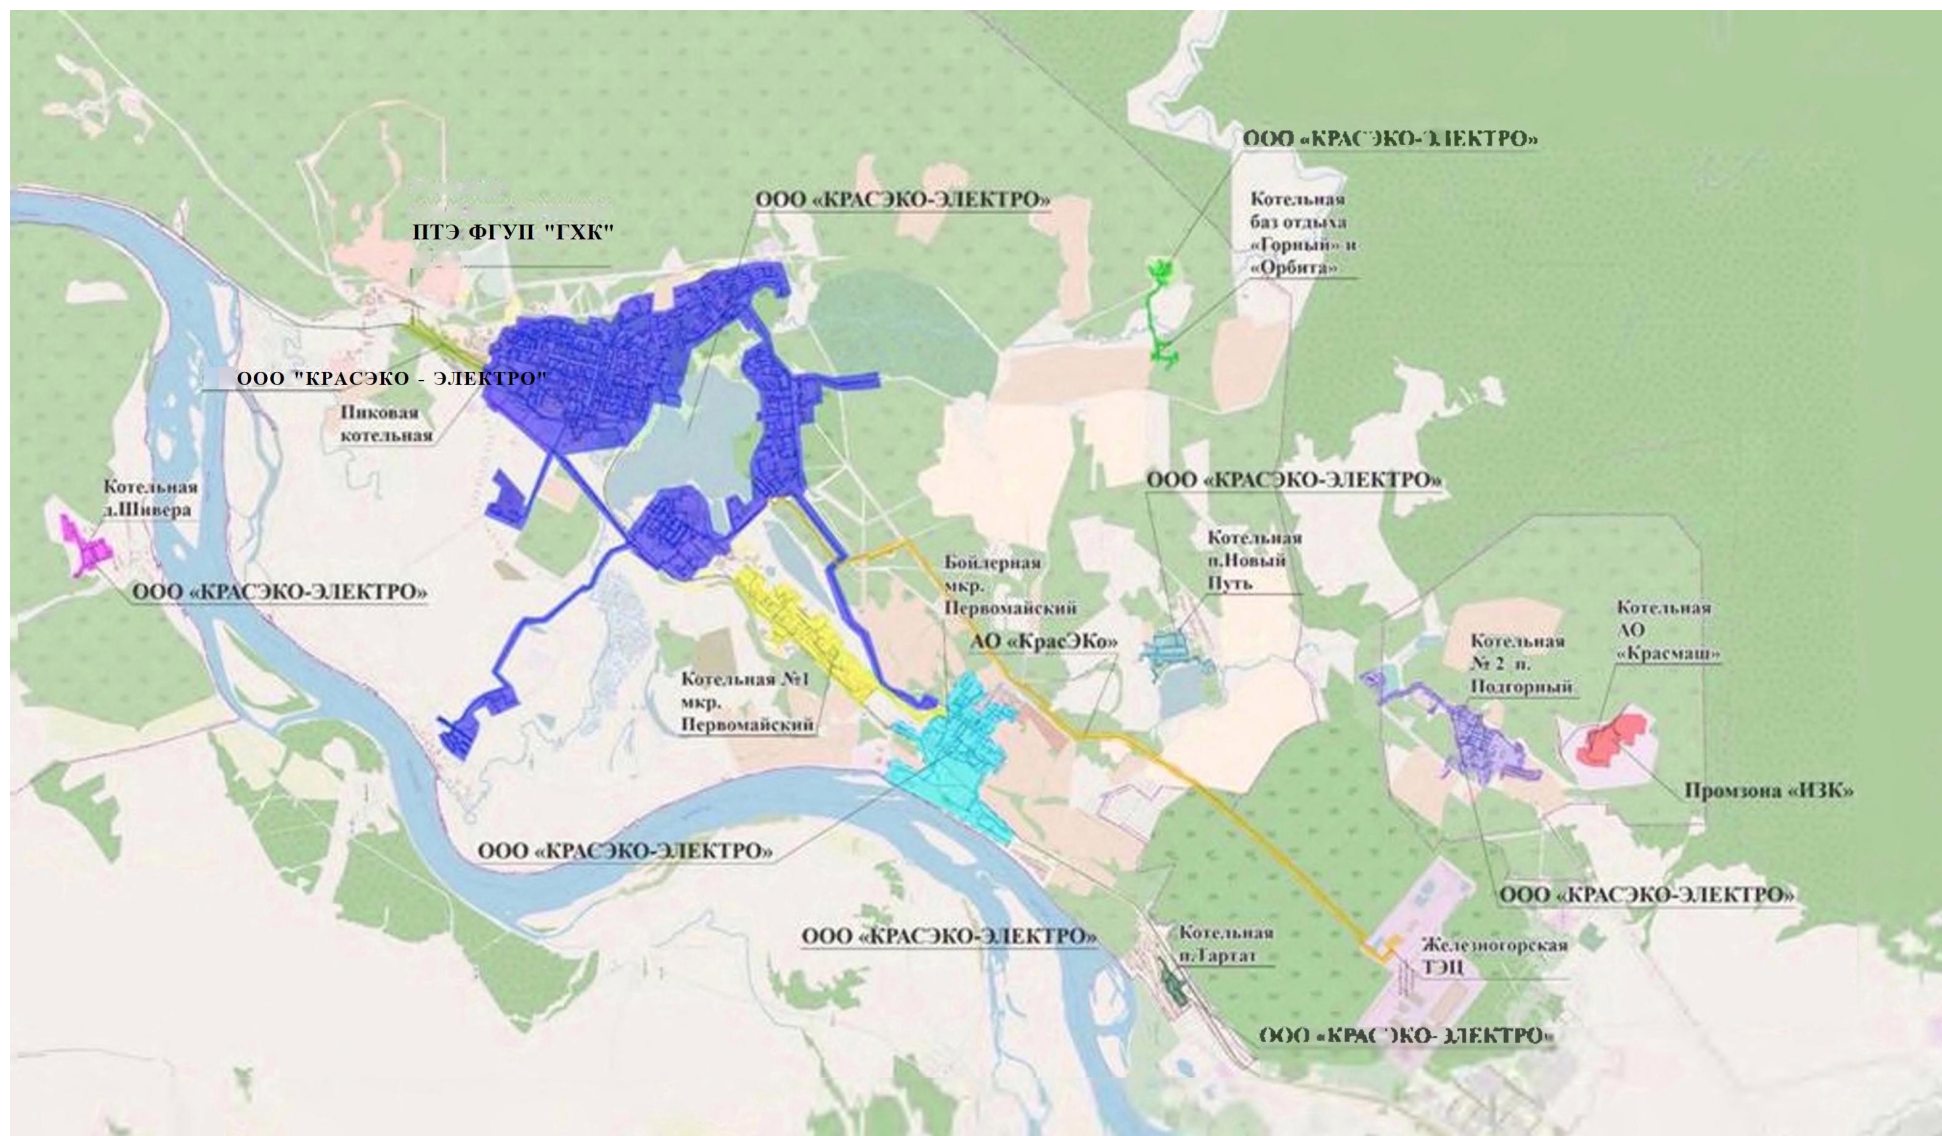 ООО «КРАСЭКО-ЭЛЕКТРО»
Котельная
баз отдыха
«Горный» и
«Орбита»
ООО «КРАСЭКО-ЭЛЕКТРО»
ПТЭ ФГУП "ГХК"
ООО "КРАСЭКО - ЭЛЕКТРО"
Пиковая
котельная
Котельная
д.Шивера
ООО «КРАСЭКО-ЭЛЕКТРО»
ООО «КРАСЭКО-ЭЛЕКТРО»
Котельная
п.Новый
Путь
Бойлерная
мкр.
Первомайский
АО «КрасЭКо»
Котельная №1
мкр.
Первомайский
Котельная
№ 2 п.
Подгорный
Котельная
АО
«Красмаш»
Промзона «ИЗК»
ООО «КРАСЭКО-ЭЛЕКТРО»
ООО «КРАСЭКО-ЭЛЕКТРО»
ООО «КРАСЭКО-ЭЛЕКТРО»
Котельная
п.Тартат
Железногорская
ТЭЦ
ООО «КРАСЭКО-ЭЛЕКТРО»